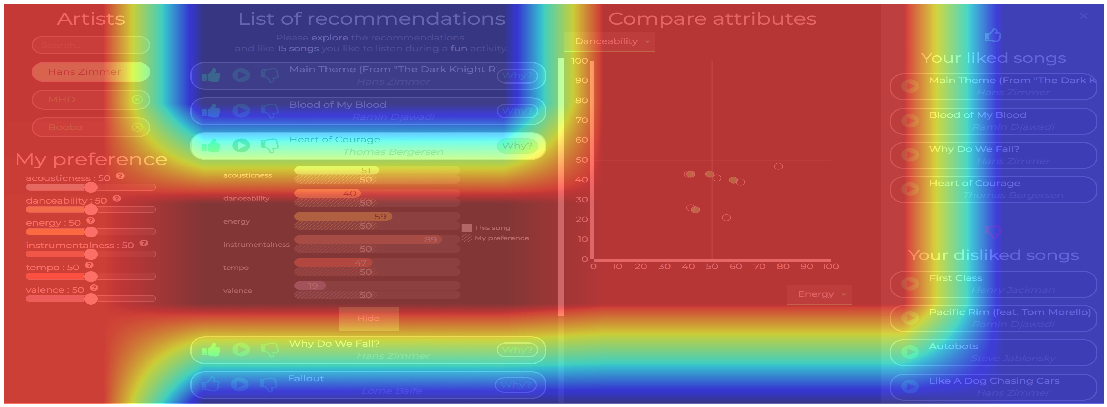 Artists
Search...
Hans Zimmer
Booba
My preference
acousticness : 50 ?
danceability : 50 ?
energy : 50 ?
instrumentalness : 50 ?
tempo : 50 ?
valence : 50 ?
List of recommendations
Please explore the recommendations
and like songs you like to listen during a fun activity.
Main Theme (From "The Dark Knight R
Hans Zimmer
Why?
Blood of My Blood
Ramin Djawadi
Why?
Heart of Courage
Thomas Bergersen
Why?
acousticness
51
50
danceability
40
50
energy
59
50
instrumentalness
89
50
tempo
47
50
valence
19
50
This song
My preference
Hide
Why Do We Fall?
Hans Zimmer
Why?
Fallout
Lorne Balfe
Why?
Compare attributes
Danceability
100
90
80
70
60
50
40
30
20
10
0
0 10 20 30 40 50 60 70 80 90 100
Energy
Your liked songs
Main Theme (From "The Dark K
Hans Zimmer
Blood of My Blood
Ramin Djawadi
Why Do We Fall?
Hans Zimmer
Heart of Courage
Thomas Bergersen
Your disliked songs
First Class
Henry Jackman
Pacific Rim (feat. Tom Morello)
Ramin Djawadi
Autobots
Steve Jablonsky
Like A Dog Chasing Cars
Hans Zimmer